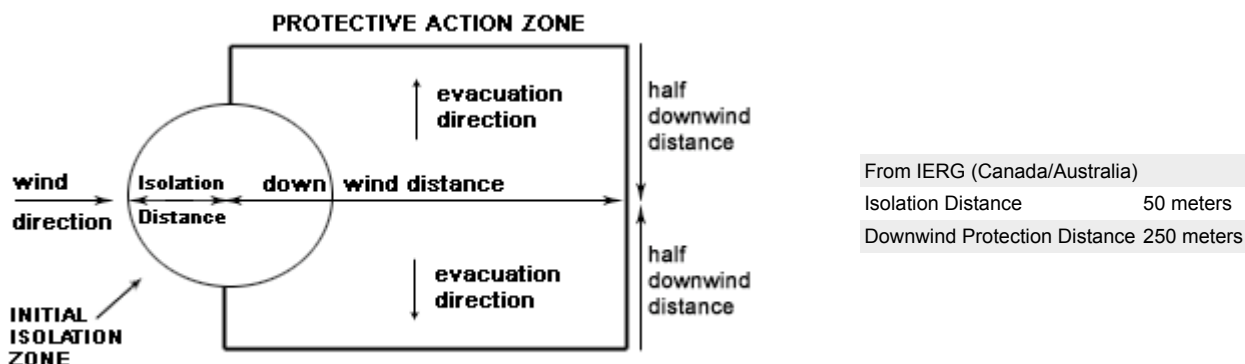 PROTECTIVE ACTION ZONE
evacuation
direction
half
downwind
distance
wind
direction
Isolation
Distance
down wind distance
evacuation
direction
half
downwind
distance
INITIAL
ISOLATION
ZONE
From IERG (Canada/Australia)
Isolation Distance 50 meters
Downwind Protection Distance 250 meters